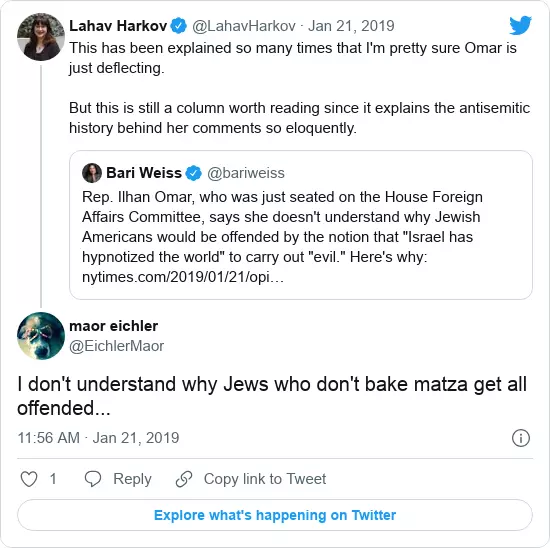 Lahav Harkov @LahavHarkov · Jan 21, 2019
This has been explained so many times that I'm pretty sure Omar is
just deflecting.
But this is still a column worth reading since it explains the antisemitic
history behind her comments so eloquently.
Bari Weiss @bariweiss
Rep. Ilhan Omar, who was just seated on the House Foreign
Affairs Committee, says she doesn't understand why Jewish
Americans would be offended by the notion that "Israel has
hypnotized the world" to carry out "evil." Here's why:
nytimes.com/2019/01/21/opi…
maor eichler
@EichlerMaor
I don't understand why Jews who don't bake matza get all
offended...
11:56 AM · Jan 21, 2019
1 Reply Copy link to Tweet
Explore what's happening on Twitter